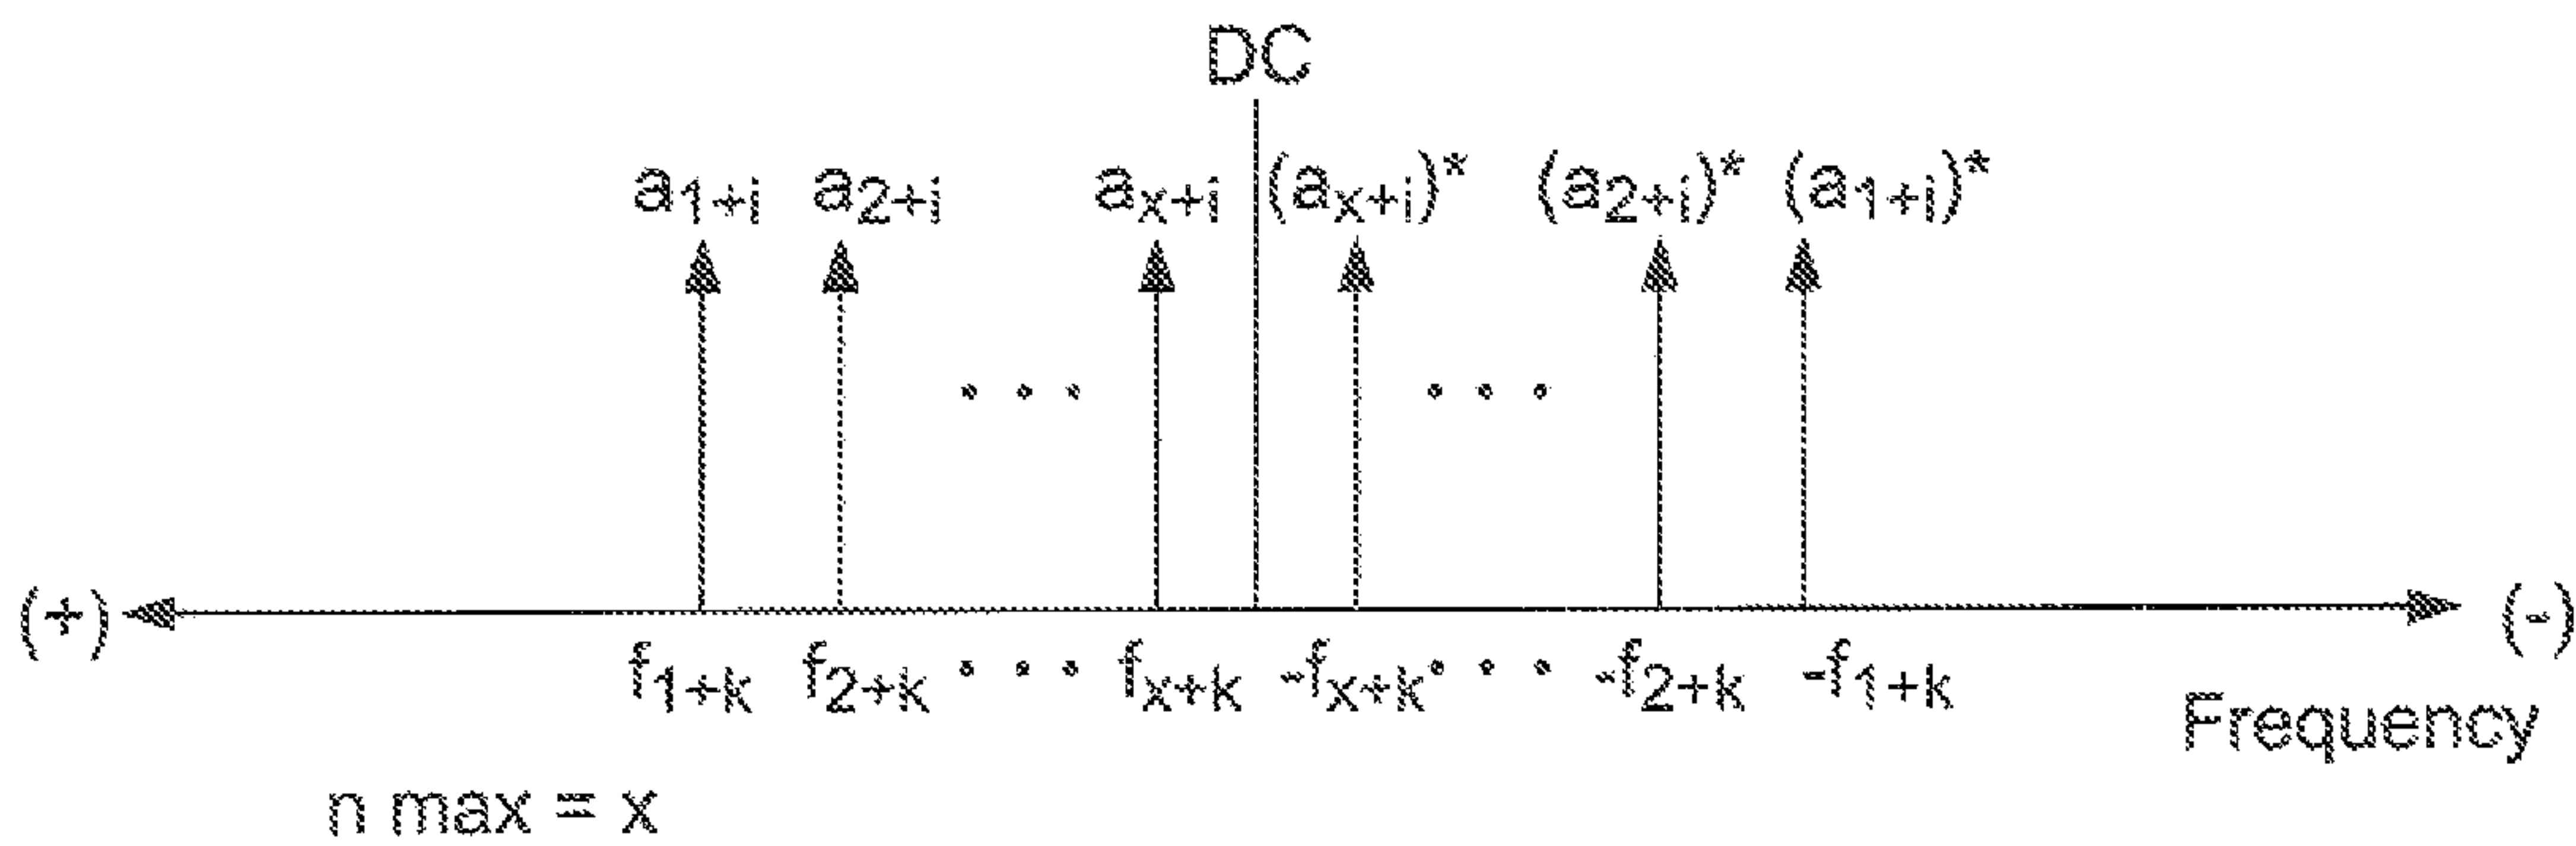 DC
a1+i a2+i ax+i (ax+i)* (a2+i)* (a1+i)*
. . . . . .
(+) (-)
f1+k f2+k . . . fx+k -fx+k . . . -f2+k -f1+k
Frequency
n max = x